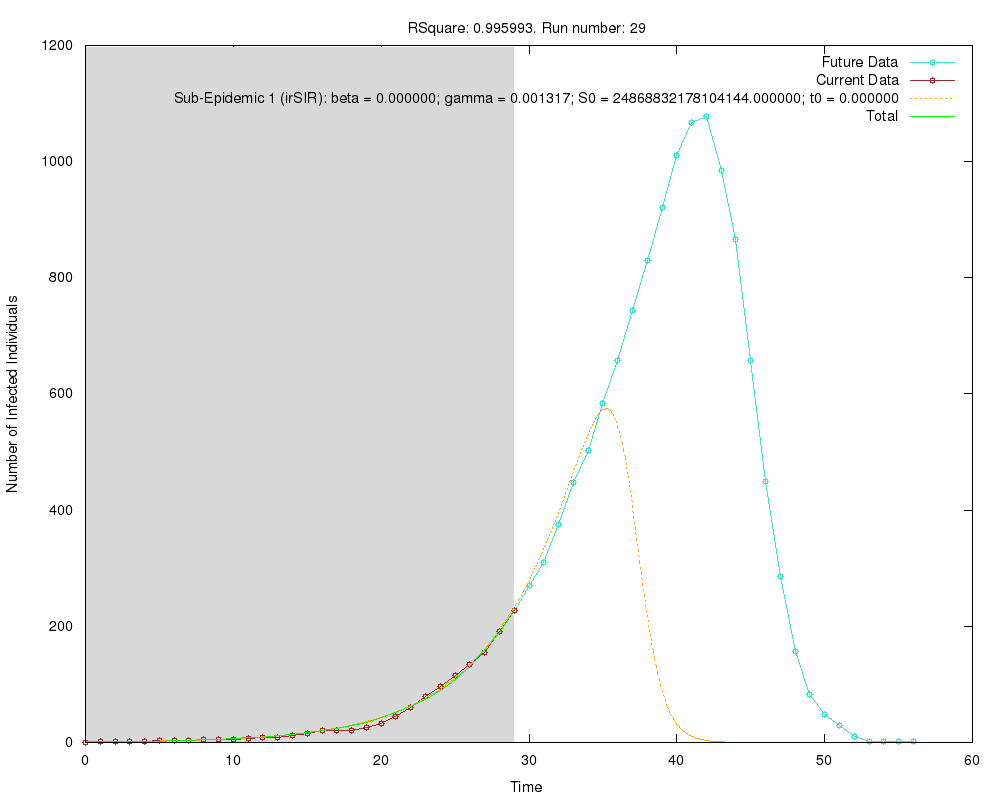 RSquare: 0.995993. Run number: 29
1200
1000
800
600
400
200
0
Number of Infected Individuals
Future Data
Current Data
Sub-Epidemic 1 (irSIR): beta = 0.000000; gamma = 0.001317; S0 = 24868832178104144.000000; t0 = 0.000000
Total
0 10 20 30 40 50 60
Time